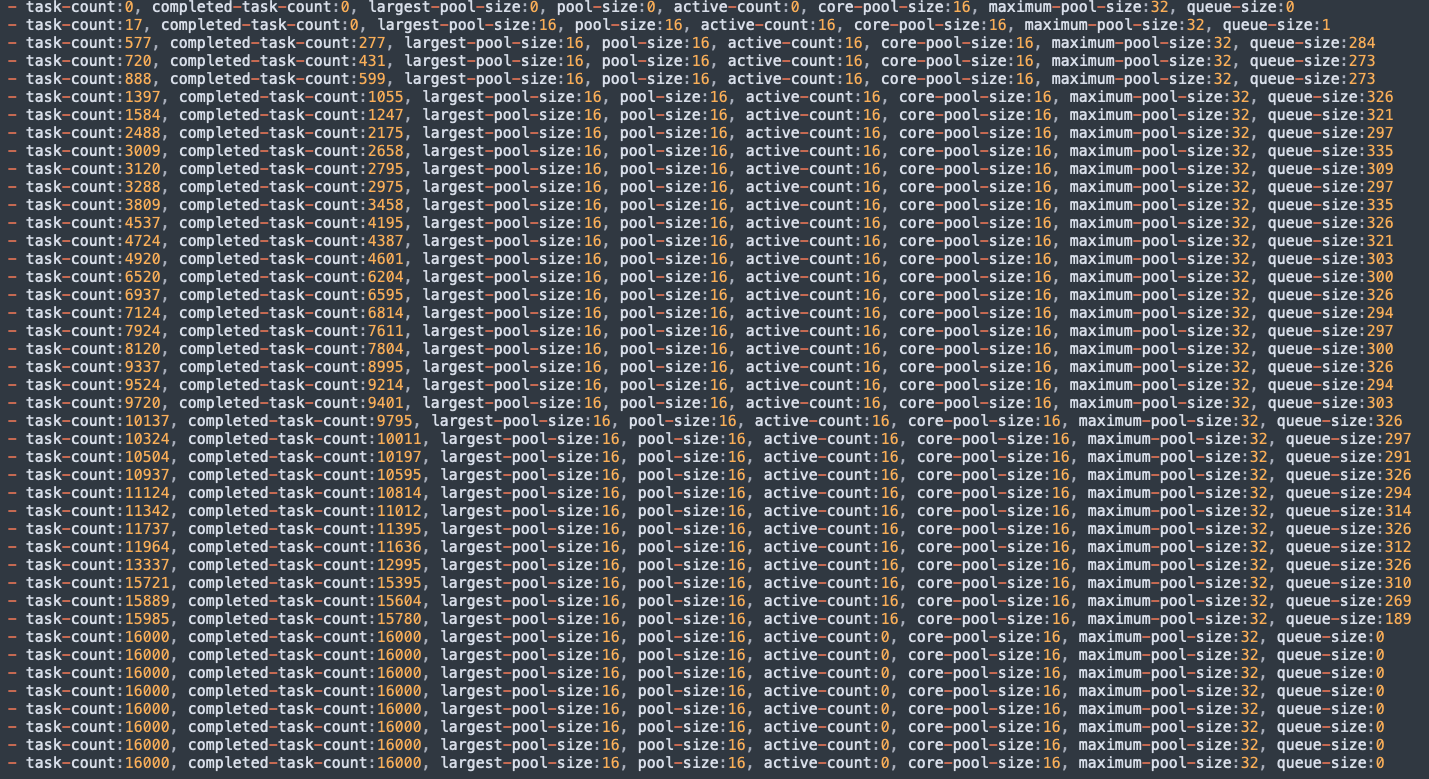 - task-count:0, completed-task-count:0, largest-pool-size:0, pool-size:0, active-count:0, core-pool-size:16, maximum-pool-size:32, queue-size:0
- task-count:17, completed-task-count:0, largest-pool-size:16, pool-size:16, active-count:16, core-pool-size:16, maximum-pool-size:32, queue-size:1
- task-count:577, completed-task-count:277, largest-pool-size:16, pool-size:16, active-count:16, core-pool-size:16, maximum-pool-size:32, queue-size:284
- task-count:720, completed-task-count:431, largest-pool-size:16, pool-size:16, active-count:16, core-pool-size:16, maximum-pool-size:32, queue-size:273
- task-count:888, completed-task-count:599, largest-pool-size:16, pool-size:16, active-count:16, core-pool-size:16, maximum-pool-size:32, queue-size:273
- task-count:1397, completed-task-count:1055, largest-pool-size:16, pool-size:16, active-count:16, core-pool-size:16, maximum-pool-size:32, queue-size:326
- task-count:1584, completed-task-count:1247, largest-pool-size:16, pool-size:16, active-count:16, core-pool-size:16, maximum-pool-size:32, queue-size:321
- task-count:2488, completed-task-count:2175, largest-pool-size:16, pool-size:16, active-count:16, core-pool-size:16, maximum-pool-size:32, queue-size:297
- task-count:3009, completed-task-count:2658, largest-pool-size:16, pool-size:16, active-count:16, core-pool-size:16, maximum-pool-size:32, queue-size:335
- task-count:3120, completed-task-count:2795, largest-pool-size:16, pool-size:16, active-count:16, core-pool-size:16, maximum-pool-size:32, queue-size:309
- task-count:3288, completed-task-count:2975, largest-pool-size:16, pool-size:16, active-count:16, core-pool-size:16, maximum-pool-size:32, queue-size:297
- task-count:3809, completed-task-count:3458, largest-pool-size:16, pool-size:16, active-count:16, core-pool-size:16, maximum-pool-size:32, queue-size:335
- task-count:4537, completed-task-count:4195, largest-pool-size:16, pool-size:16, active-count:16, core-pool-size:16, maximum-pool-size:32, queue-size:326
- task-count:4724, completed-task-count:4387, largest-pool-size:16, pool-size:16, active-count:16, core-pool-size:16, maximum-pool-size:32, queue-size:321
- task-count:4920, completed-task-count:4601, largest-pool-size:16, pool-size:16, active-count:16, core-pool-size:16, maximum-pool-size:32, queue-size:303
- task-count:6520, completed-task-count:6204, largest-pool-size:16, pool-size:16, active-count:16, core-pool-size:16, maximum-pool-size:32, queue-size:300
- task-count:6937, completed-task-count:6595, largest-pool-size:16, pool-size:16, active-count:16, core-pool-size:16, maximum-pool-size:32, queue-size:326
- task-count:7124, completed-task-count:6814, largest-pool-size:16, pool-size:16, active-count:16, core-pool-size:16, maximum-pool-size:32, queue-size:294
- task-count:7924, completed-task-count:7611, largest-pool-size:16, pool-size:16, active-count:16, core-pool-size:16, maximum-pool-size:32, queue-size:297
- task-count:8120, completed-task-count:7804, largest-pool-size:16, pool-size:16, active-count:16, core-pool-size:16, maximum-pool-size:32, queue-size:300
- task-count:9337, completed-task-count:8995, largest-pool-size:16, pool-size:16, active-count:16, core-pool-size:16, maximum-pool-size:32, queue-size:326
- task-count:9524, completed-task-count:9214, largest-pool-size:16, pool-size:16, active-count:16, core-pool-size:16, maximum-pool-size:32, queue-size:294
- task-count:9720, completed-task-count:9401, largest-pool-size:16, pool-size:16, active-count:16, core-pool-size:16, maximum-pool-size:32, queue-size:303
- task-count:10137, completed-task-count:9795, largest-pool-size:16, pool-size:16, active-count:16, core-pool-size:16, maximum-pool-size:32, queue-size:326
- task-count:10324, completed-task-count:10011, largest-pool-size:16, pool-size:16, active-count:16, core-pool-size:16, maximum-pool-size:32, queue-size:297
- task-count:10504, completed-task-count:10197, largest-pool-size:16, pool-size:16, active-count:16, core-pool-size:16, maximum-pool-size:32, queue-size:291
- task-count:10937, completed-task-count:10595, largest-pool-size:16, pool-size:16, active-count:16, core-pool-size:16, maximum-pool-size:32, queue-size:326
- task-count:11124, completed-task-count:10814, largest-pool-size:16, pool-size:16, active-count:16, core-pool-size:16, maximum-pool-size:32, queue-size:294
- task-count:11342, completed-task-count:11012, largest-pool-size:16, pool-size:16, active-count:16, core-pool-size:16, maximum-pool-size:32, queue-size:314
- task-count:11737, completed-task-count:11395, largest-pool-size:16, pool-size:16, active-count:16, core-pool-size:16, maximum-pool-size:32, queue-size:326
- task-count:11964, completed-task-count:11636, largest-pool-size:16, pool-size:16, active-count:16, core-pool-size:16, maximum-pool-size:32, queue-size:312
- task-count:13337, completed-task-count:12995, largest-pool-size:16, pool-size:16, active-count:16, core-pool-size:16, maximum-pool-size:32, queue-size:326
- task-count:15721, completed-task-count:15395, largest-pool-size:16, pool-size:16, active-count:16, core-pool-size:16, maximum-pool-size:32, queue-size:310
- task-count:15889, completed-task-count:15604, largest-pool-size:16, pool-size:16, active-count:16, core-pool-size:16, maximum-pool-size:32, queue-size:269
- task-count:15985, completed-task-count:15780, largest-pool-size:16, pool-size:16, active-count:16, core-pool-size:16, maximum-pool-size:32, queue-size:189
- task-count:16000, completed-task-count:16000, largest-pool-size:16, pool-size:16, active-count:0, core-pool-size:16, maximum-pool-size:32, queue-size:0
- task-count:16000, completed-task-count:16000, largest-pool-size:16, pool-size:16, active-count:0, core-pool-size:16, maximum-pool-size:32, queue-size:0
- task-count:16000, completed-task-count:16000, largest-pool-size:16, pool-size:16, active-count:0, core-pool-size:16, maximum-pool-size:32, queue-size:0
- task-count:16000, completed-task-count:16000, largest-pool-size:16, pool-size:16, active-count:0, core-pool-size:16, maximum-pool-size:32, queue-size:0
- task-count:16000, completed-task-count:16000, largest-pool-size:16, pool-size:16, active-count:0, core-pool-size:16, maximum-pool-size:32, queue-size:0
- task-count:16000, completed-task-count:16000, largest-pool-size:16, pool-size:16, active-count:0, core-pool-size:16, maximum-pool-size:32, queue-size:0
- task-count:16000, completed-task-count:16000, largest-pool-size:16, pool-size:16, active-count:0, core-pool-size:16, maximum-pool-size:32, queue-size:0
- task-count:16000, completed-task-count:16000, largest-pool-size:16, pool-size:16, active-count:0, core-pool-size:16, maximum-pool-size:32, queue-size:0